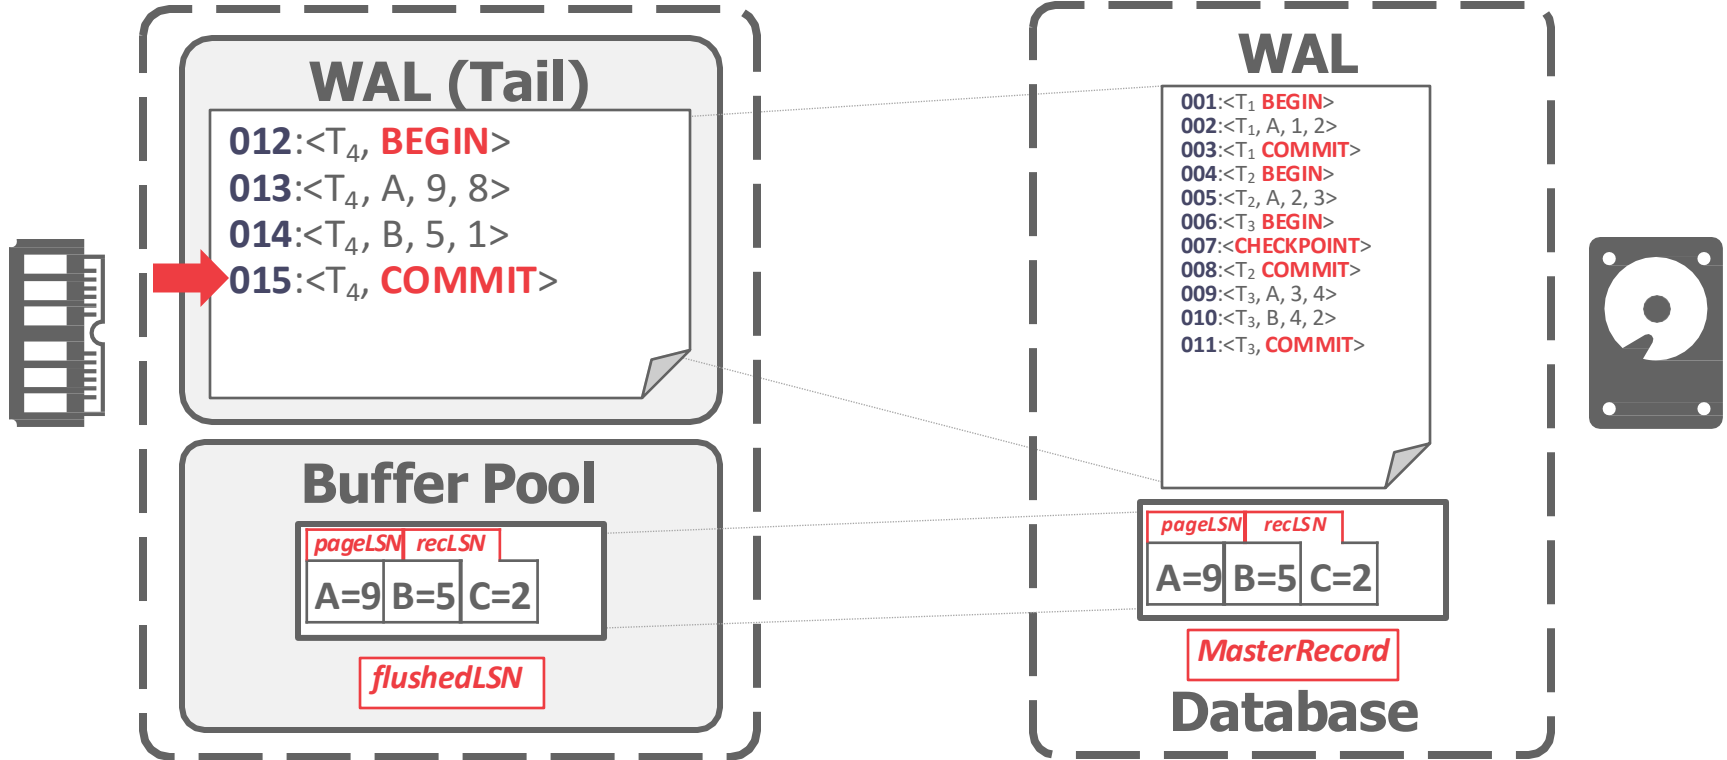 WAL (Tail)
012:<T4, BEGIN>
013:<T4, A, 9, 8>
014:<T4, B, 5, 1>
015:<T4, COMMIT>
Buffer Pool
pageLSN recLSN
A=9 B=5 C=2
flushedLSN
WAL
001:<T1 BEGIN>
002:<T1, A, 1, 2>
003:<T1 COMMIT>
004:<T2 BEGIN>
005:<T2, A, 2, 3>
006:<T3 BEGIN>
007:<CHECKPOINT>
008:<T2 COMMIT>
009:<T3, A, 3, 4>
010:<T3, B, 4, 2>
011:<T3, COMMIT>
pageLSN recLSN
A=9 B=5 C=2
MasterRecord
Database